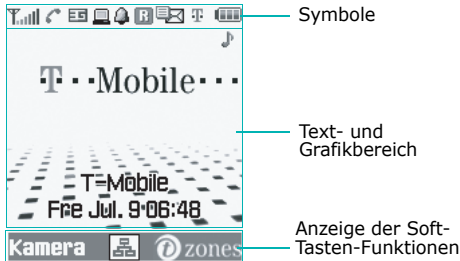 Symbole
T··Mobile···
Text- und
Grafikbereich
T-Mobile
Fre Jul. 9·06:48
Anzeige der Soft-
Tasten-Funktionen
Kamera zones